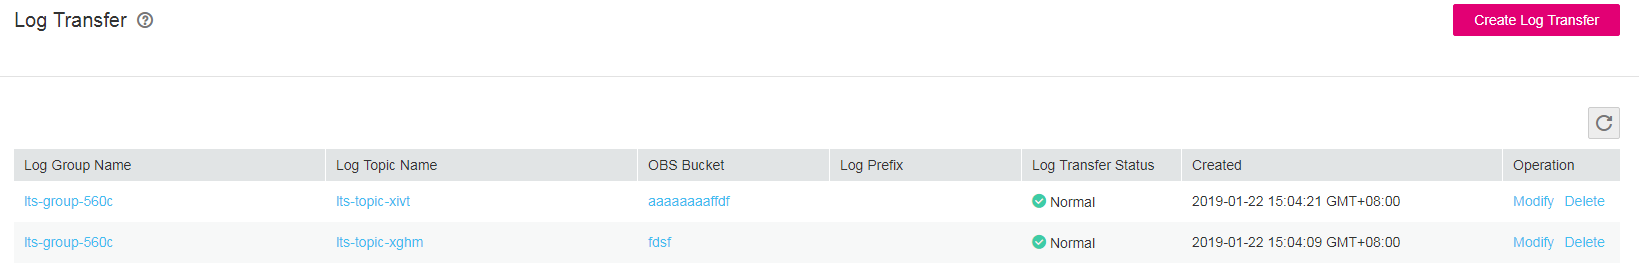 Log Transfer ?
Create Log Transfer
Log Group Name Log Topic Name OBS Bucket Log Prefix Log Transfer Status Created Operation
lts-group-560c lts-topic-xivt aaaaaaaaffdf Normal 2019-01-22 15:04:21 GMT+08:00 Modify Delete
lts-group-560c lts-topic-xghm fdsf Normal 2019-01-22 15:04:09 GMT+08:00 Modify Delete